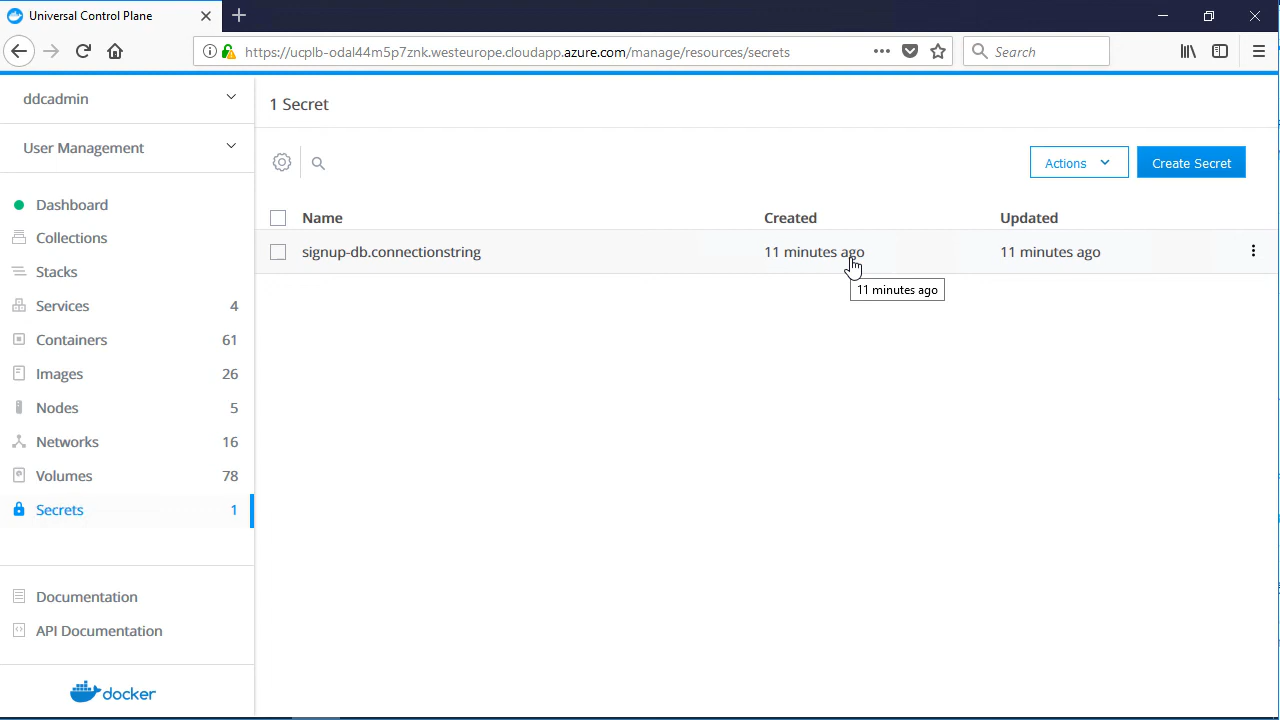 Universal Control Plane
https://ucplb-odal44m5p7znk.westeurope.cloudapp.azure.com/manage/resources/secrets
Search
ddcadmin
User Management
Dashboard
Collections
Stacks
Services 4
Containers 61
Images 26
Nodes 5
Networks 16
Volumes 78
Secrets 1
Documentation
API Documentation
docker
1 Secret
Actions
Create Secret
Name Created Updated
signup-db.connectionstring 11 minutes ago 11 minutes ago
11 minutes ago